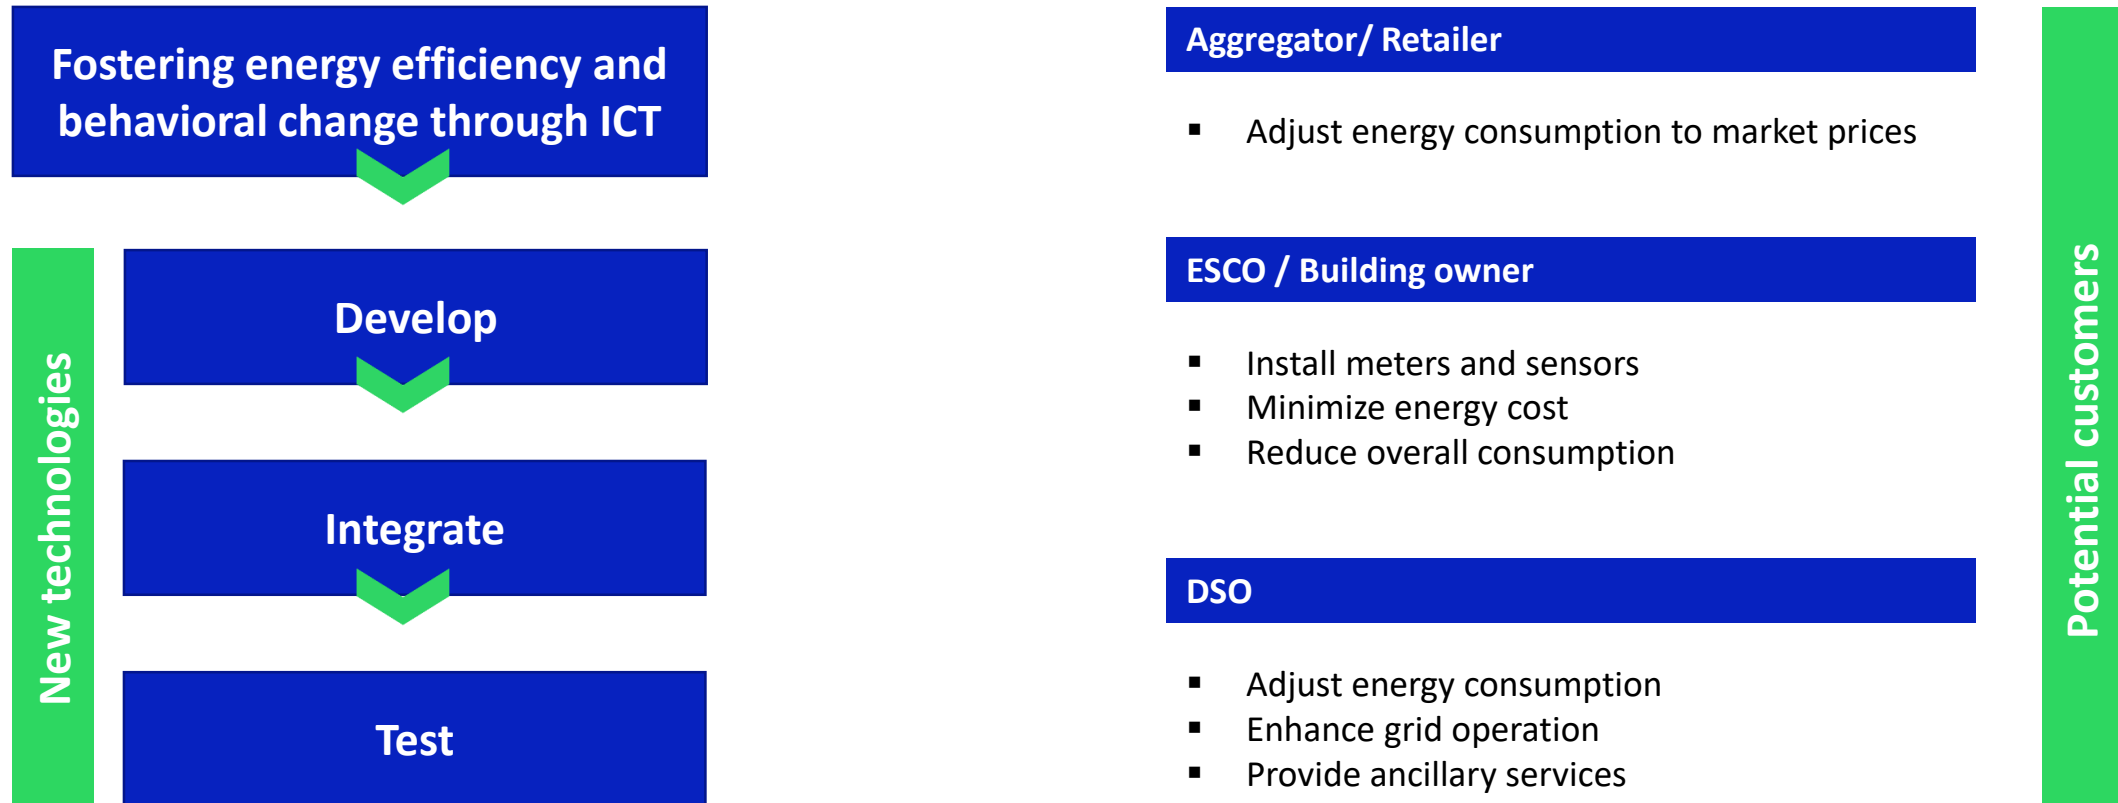 Fostering energy efficiency and
behavioral change through ICT
New technologies
Develop
Integrate
Test
Aggregator/ Retailer
▪ Adjust energy consumption to market prices
ESCO / Building owner
▪ Install meters and sensors
▪ Minimize energy cost
▪ Reduce overall consumption
DSO
▪ Adjust energy consumption
▪ Enhance grid operation
▪ Provide ancillary services
Potential customers